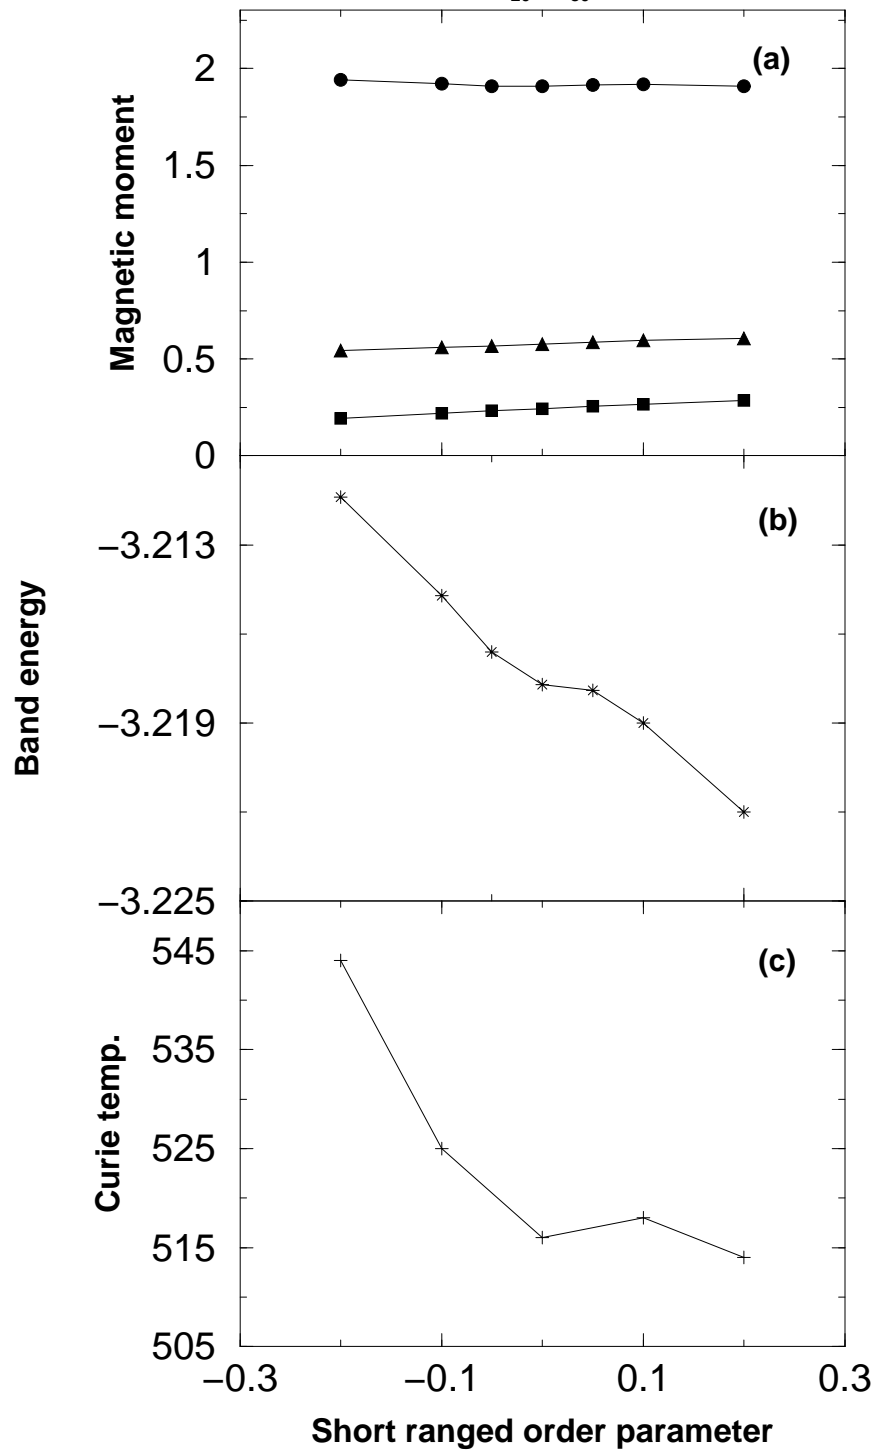 (a)
2
1.5
1
0.5
0
Magnetic moment
(b)
−3.213
−3.219
−3.225
Band energy
(c)
545
535
525
515
505
Curie temp.
−0.3 −0.1 0.1 0.3
Short ranged order parameter